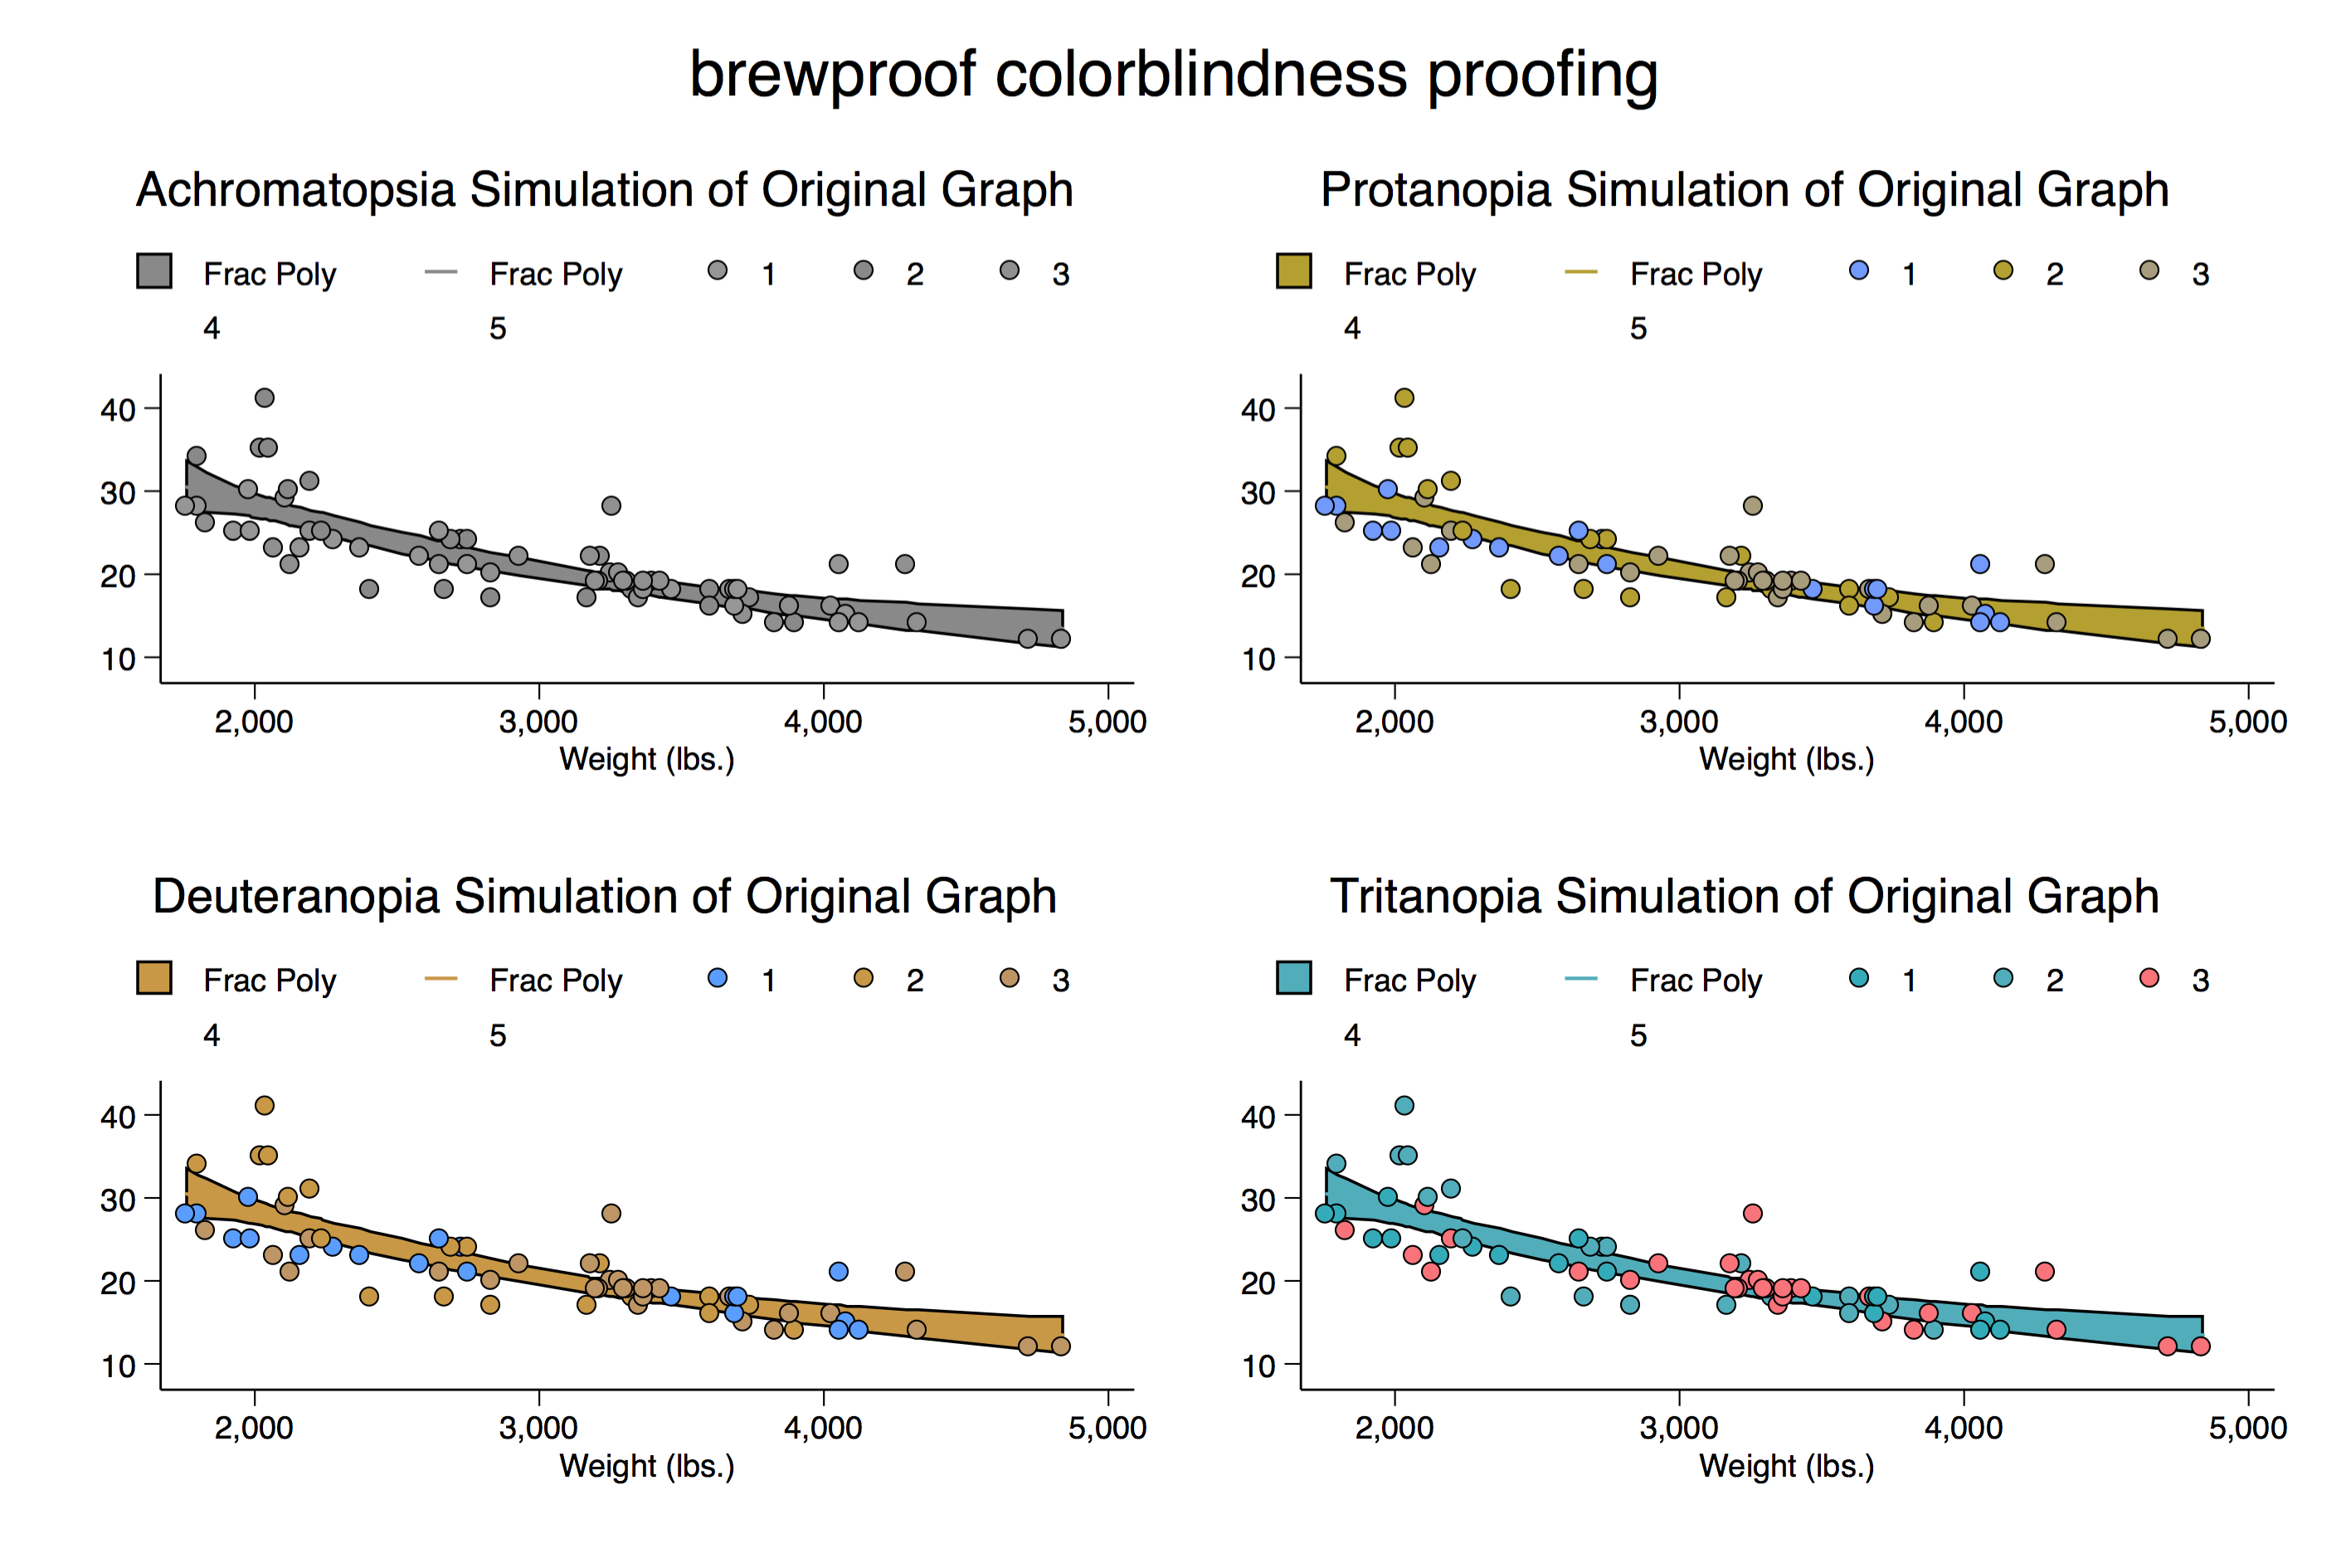 brewproof colorblindness proofing
Achromatopsia Simulation of Original Graph
Frac Poly Frac Poly 1 2 3
4 5
40
30
20
10
2,000 3,000 4,000 5,000
Weight (lbs.)
Protanopia Simulation of Original Graph
Frac Poly Frac Poly 1 2 3
4 5
40
30
20
10
2,000 3,000 4,000 5,000
Weight (lbs.)
Deuteranopia Simulation of Original Graph
Frac Poly Frac Poly 1 2 3
4 5
40
30
20
10
2,000 3,000 4,000 5,000
Weight (lbs.)
Tritanopia Simulation of Original Graph
Frac Poly Frac Poly 1 2 3
4 5
40
30
20
10
2,000 3,000 4,000 5,000
Weight (lbs.)